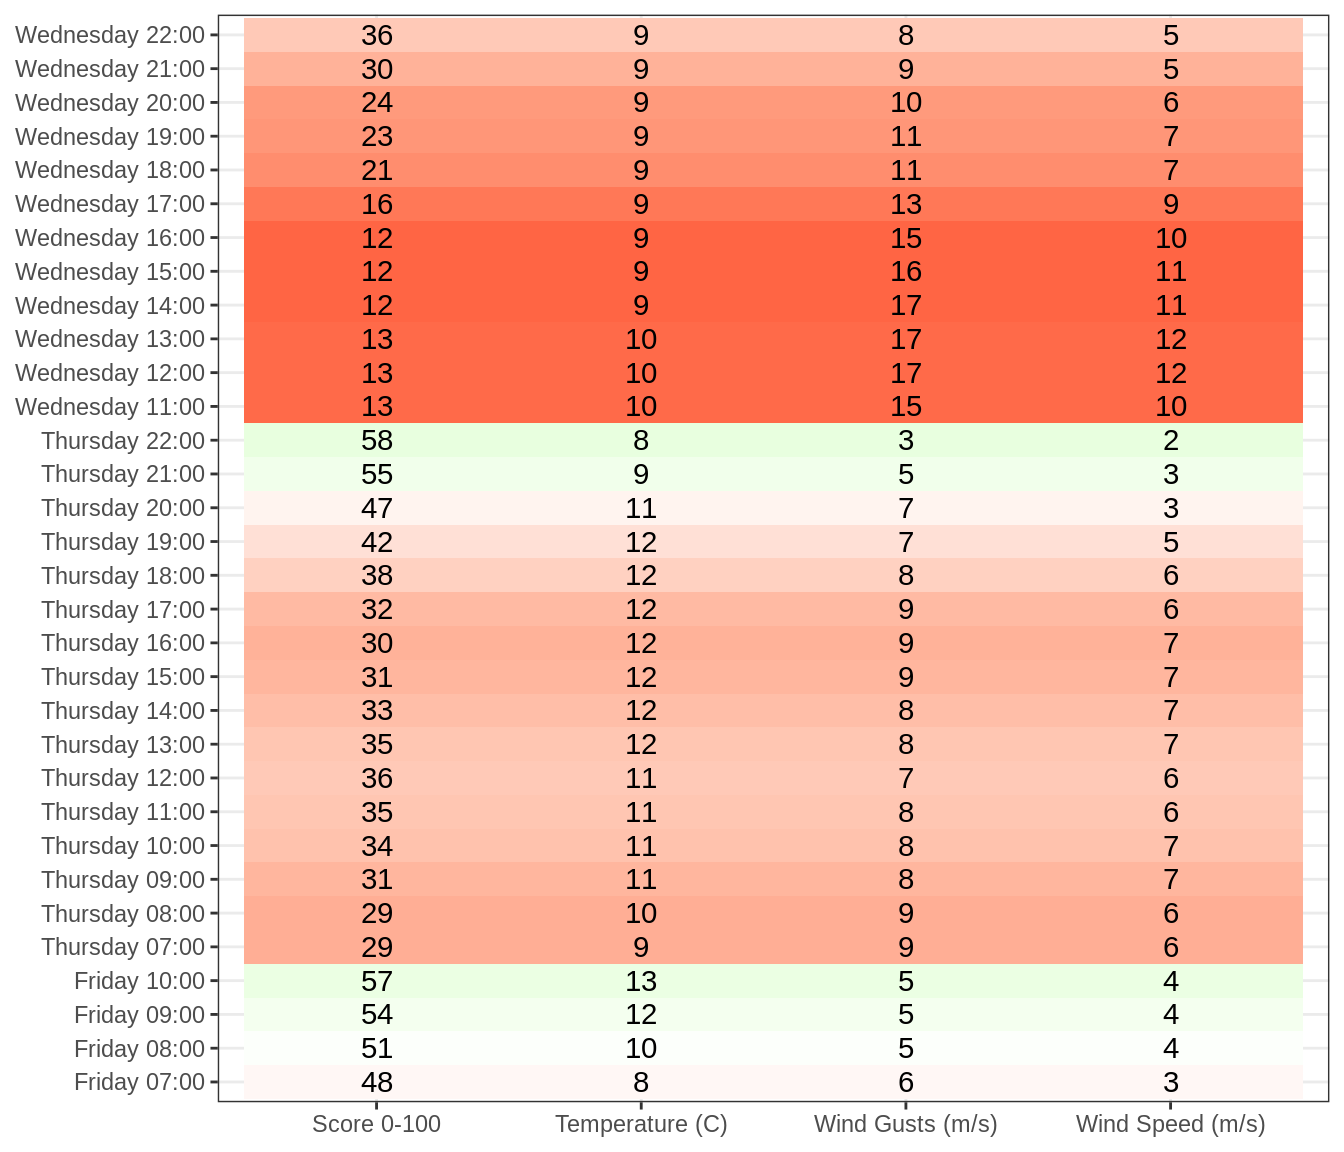 Wednesday 22:00 36 9 8 5
Wednesday 21:00 30 9 9 5
Wednesday 20:00 24 9 10 6
Wednesday 19:00 23 9 11 7
Wednesday 18:00 21 9 11 7
Wednesday 17:00 16 9 13 9
Wednesday 16:00 12 9 15 10
Wednesday 15:00 12 9 16 11
Wednesday 14:00 12 9 17 11
Wednesday 13:00 13 10 17 12
Wednesday 12:00 13 10 17 12
Wednesday 11:00 13 10 15 10
Thursday 22:00 58 8 3 2
Thursday 21:00 55 9 5 3
Thursday 20:00 47 11 7 3
Thursday 19:00 42 12 7 5
Thursday 18:00 38 12 8 6
Thursday 17:00 32 12 9 6
Thursday 16:00 30 12 9 7
Thursday 15:00 31 12 9 7
Thursday 14:00 33 12 8 7
Thursday 13:00 35 12 8 7
Thursday 12:00 36 11 7 6
Thursday 11:00 35 11 8 6
Thursday 10:00 34 11 8 7
Thursday 09:00 31 11 8 7
Thursday 08:00 29 10 9 6
Thursday 07:00 29 9 9 6
Friday 10:00 57 13 5 4
Friday 09:00 54 12 5 4
Friday 08:00 51 10 5 4
Friday 07:00 48 8 6 3
Score 0-100 Temperature (C) Wind Gusts (m/s) Wind Speed (m/s)